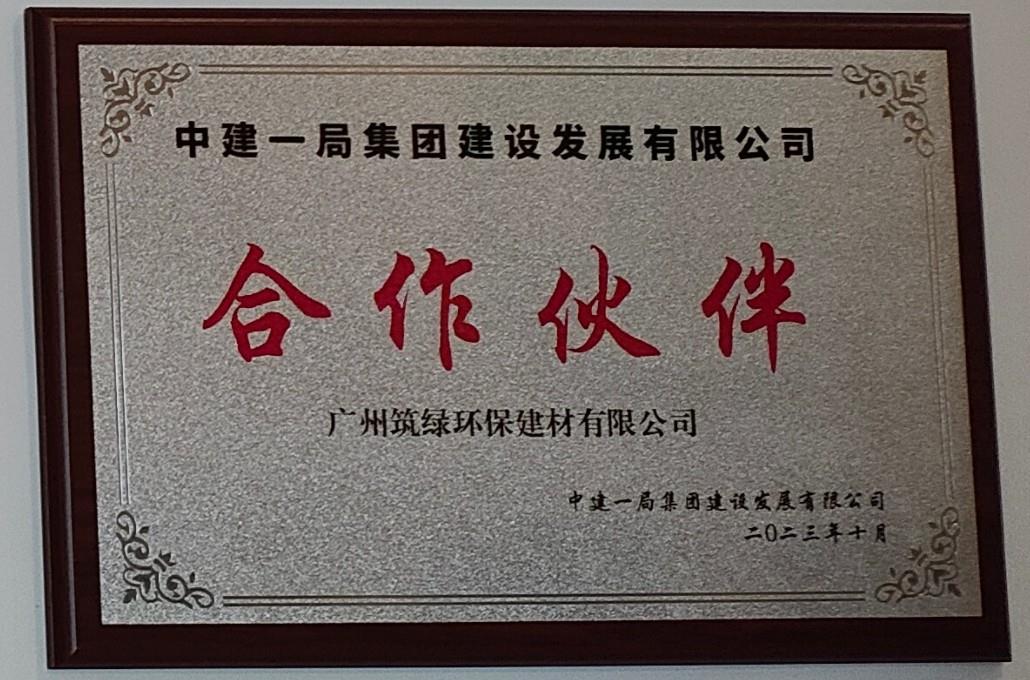 中建一局集团建设发展有限公司
合作伙伴
广州筑绿环保建材有限公司
中建一局集团建设发展有限公司
二〇二三年十月